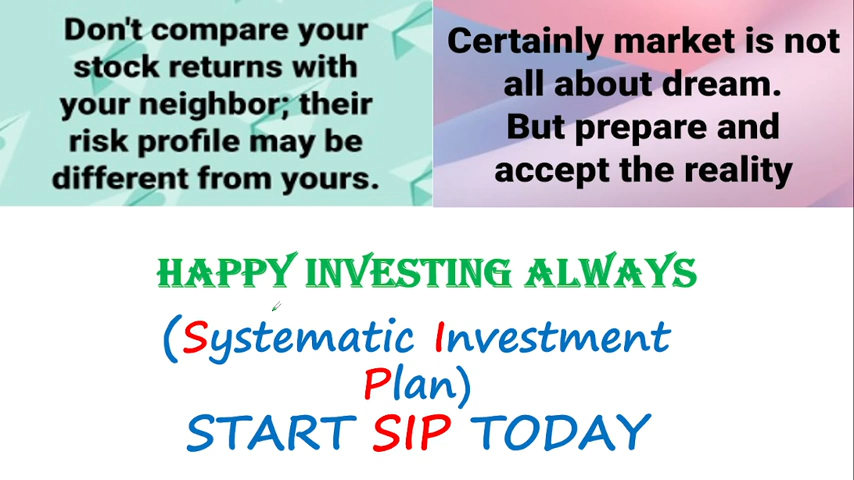 Don't compare your
stock returns with
your neighbor; their
risk profile may be
different from yours.
Certainly market is not
all about dream.
But prepare and
accept the reality
HAPPY INVESTING ALWAYS
(Systematic Investment
Plan)
START SIP TODAY